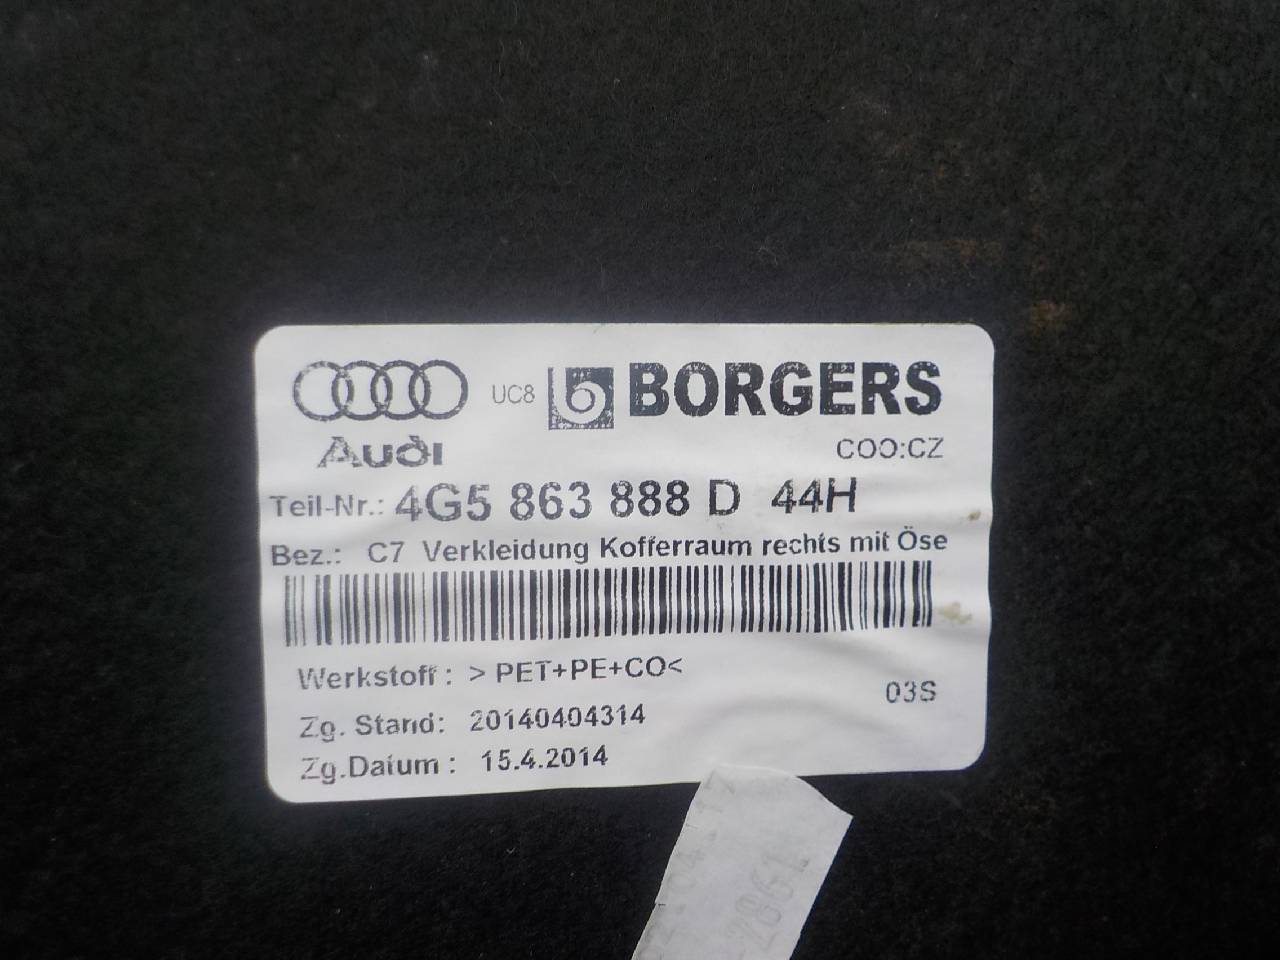 UC8 BORGERS
Audi
COO:CZ
Teil-Nr.: 4G5 863 888 D 44H
Bez.: C7 Verkleidung Kofferraum rechts mit Öse
Werkstoff : > PET+PE+CO<
03S
Zg. Stand: 20140404314
Zg.Datum : 15.4.2014